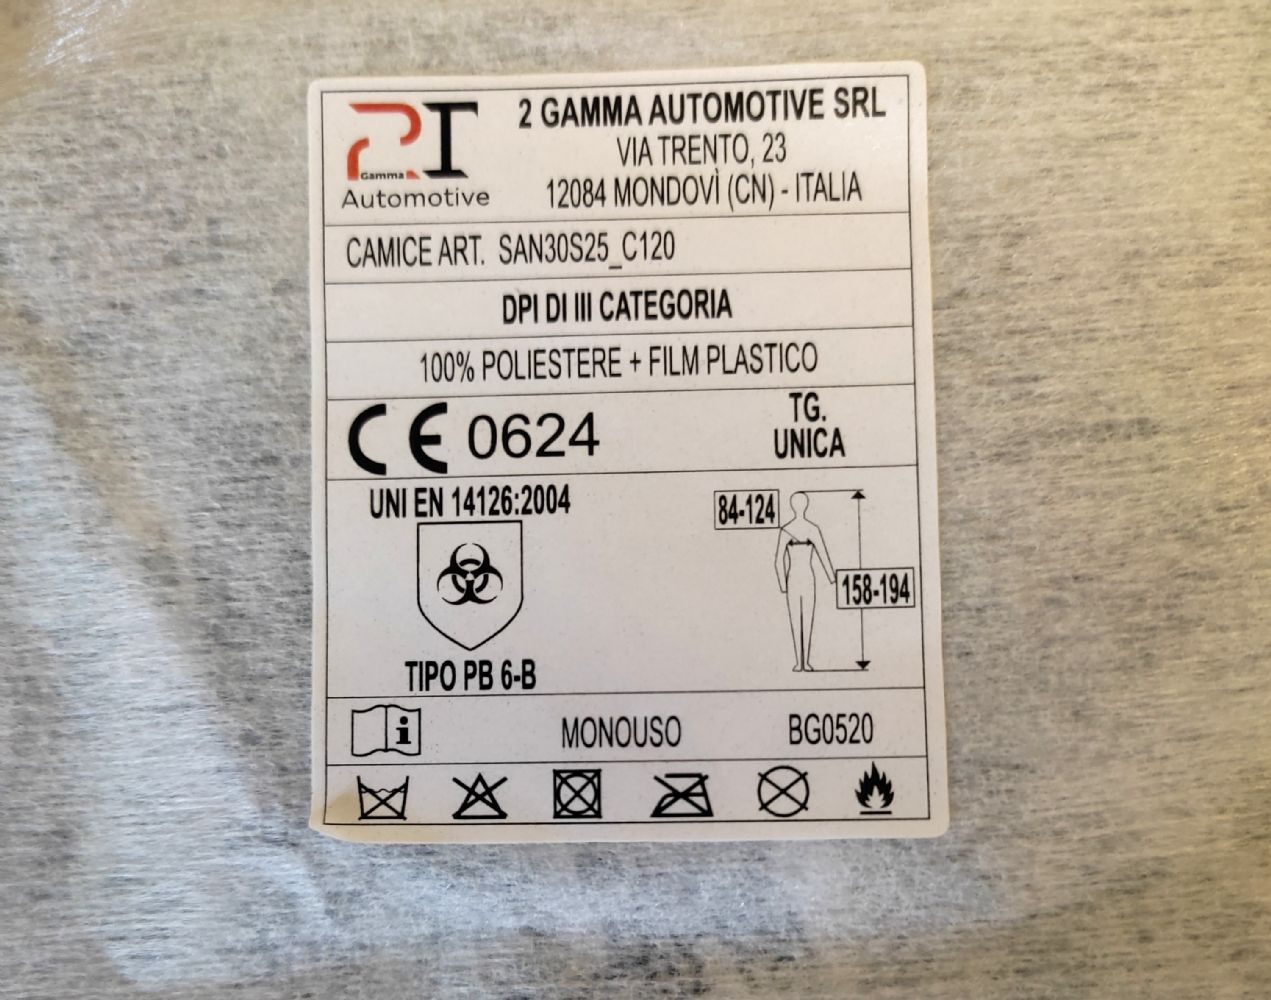 2 GAMMA AUTOMOTIVE SRL
VIA TRENTO, 23
12084 MONDOVÌ (CN) - ITALIA
Gamma
Automotive
CAMICE ART. SAN30S25_C120
DPI DI III CATEGORIA
100% POLIESTERE + FILM PLASTICO
CE 0624
TG.
UNICA
UNI EN 14126:2004
TIPO PB 6-B
84-124
158-194
i
MONOUSO BG0520